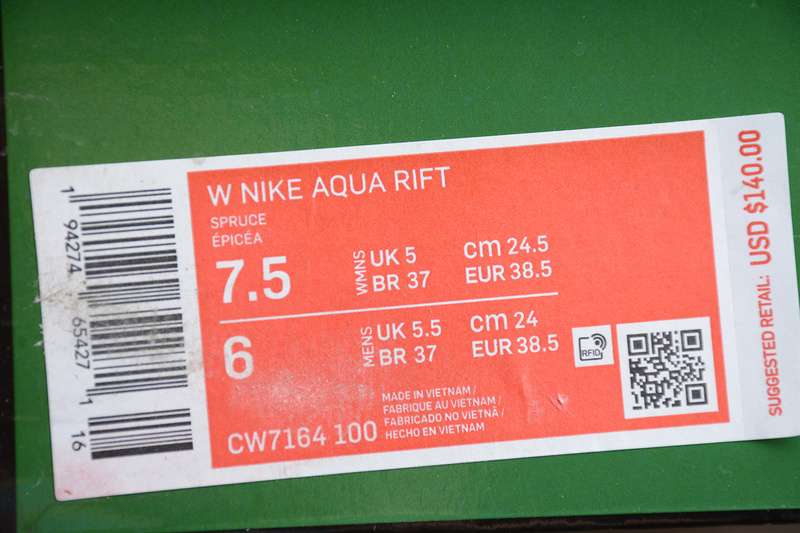 W NIKE AQUA RIFT
SPRUCE
ÉPICÉA
7.5
WMNS
UK 5
cm 24.5
BR 37
EUR 38.5
6
MENS
UK 5.5
cm 24
BR 37
EUR 38.5
CW7164 100
MADE IN VIETNAM /
FABRIQUE AU VIETNAM /
FABRICADO NO VIETNÃ /
HECHO EN VIETNAM
RFID
SUGGESTED RETAIL: USD $140.00
1 94274 65427 1 16